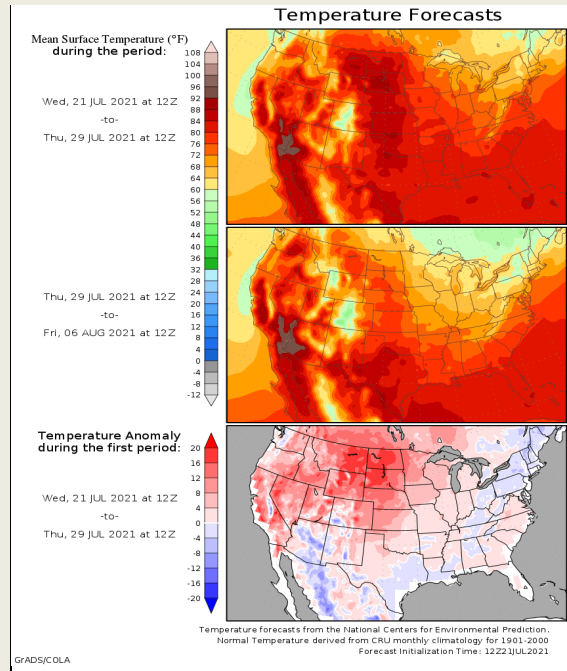 Temperature Forecasts
Mean Surface Temperature (°F)
during the period:
Wed, 21 JUL 2021 at 12Z
-to-
Thu, 29 JUL 2021 at 12Z
108
104
100
96
92
88
84
80
76
72
68
64
60
56
52
48
44
40
36
32
28
24
20
16
12
8
4
0
-4
-8
-12
Thu, 29 JUL 2021 at 12Z
-to-
Fri, 06 AUG 2021 at 12Z
Temperature Anomaly
during the first period:
Wed, 21 JUL 2021 at 12Z
-to-
Thu, 29 JUL 2021 at 12Z
20
16
12
8
4
0
-4
-8
-12
-16
-20
Temperature forecasts from the National Centers for Environmental Prediction.
Normal Temperature derived from CRU monthly climatology for 1901-2000
Forecast Initialization Time: 12Z21JUL2021
GrADS/COLA